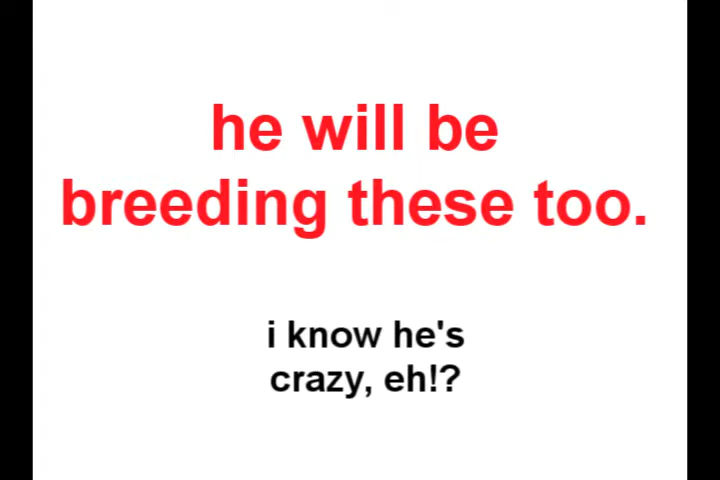 he will be
breeding these too.
i know he's
crazy, eh!?